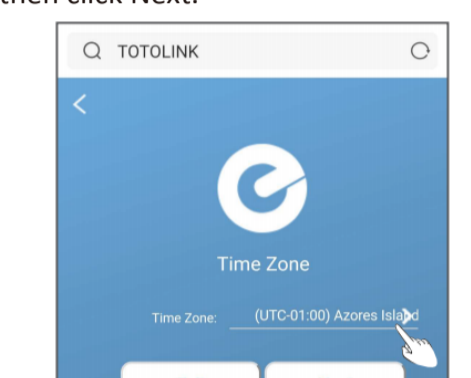 then click Next.
TOTOLINK
Time Zone
Time Zone: (UTC-01:00) Azores Island